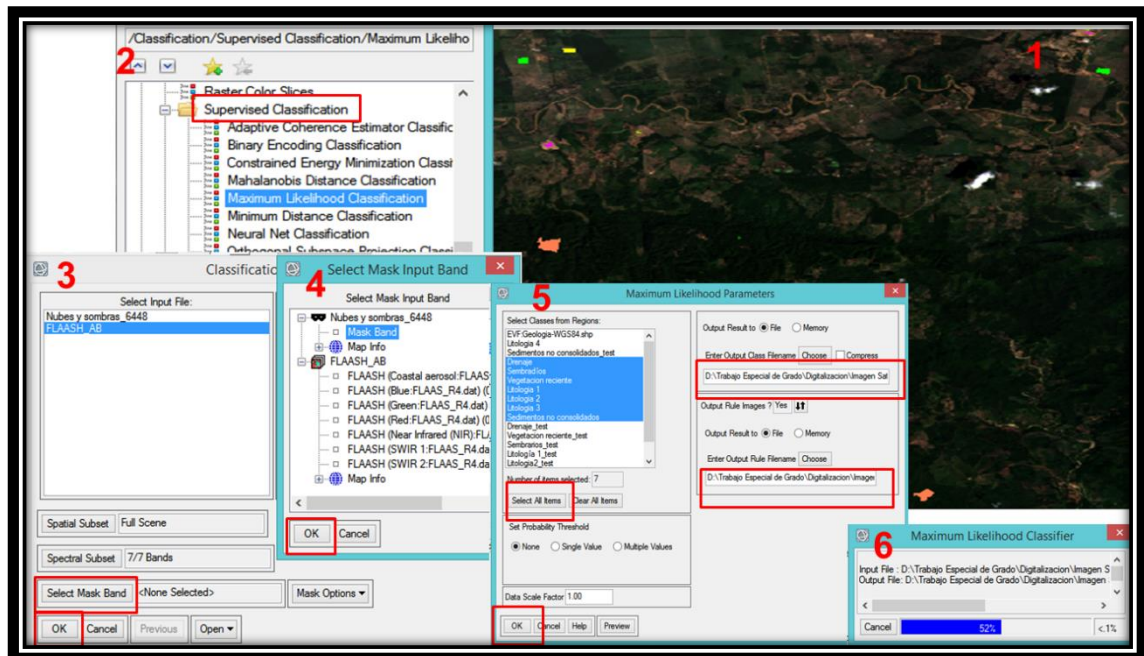 1
2
/Classification/Supervised Classification/Maximum Likeliho
Raster Color Slices
Supervised Classification
Adaptive Coherence Estimator Classific
Binary Encoding Classification
Constrained Energy Minimization Classi
Mahalanobis Distance Classification
Maximum Likelihood Classification
Minimum Distance Classification
Neural Net Classification
Orthogonal Subspace Projection Classi
3
Classificatio
Select Input File:
Nubes y sombras_6448
FLAASH_AB
Spatial Subset Full Scene
Spectral Subset 7/7 Bands
Select Mask Band <None Selected> Mask Options
OK Cancel Previous Open
4
Select Mask Input Band
Select Mask Input Band
Nubes y sombras_6448
Mask Band
Map Info
FLAASH_AB
FLAASH (Coastal aerosol:FLAAS
FLAASH (Blue:FLAAS_R4.dat) (0
FLAASH (Green:FLAAS_R4.dat)
FLAASH (Red:FLAAS_R4.dat) (0
FLAASH (Near Infrared (NIR):FL
FLAASH (SWIR 1:FLAAS_R4.da
FLAASH (SWIR 2:FLAAS_R4.da
Map Info
OK Cancel
5
Maximum Likelihood Parameters
Select Classes from Regions:
EVF:Geologia-WGS84.shp
Litologia 4
Sedimentos no consolidados_test
Drenaje
Sembradíos
Vegetacion reciente
Litologia 1
Litologia 2
Litologia 3
Sedimentos no consolidados
Drenaje_test
Vegetacion reciente_test
Sembrarios_test
Litología 1_test
Litologia2_test
Number of items selected: 7
Select All Items Clear All Items
Set Probability Threshold
None Single Value Multiple Values
Data Scale Factor 1.00
OK Cancel Help Preview
Output Result to File Memory
Enter Output Class Filename Choose Compress
D:\Trabajo Especial de Grado\Digitalizacion\Imagen Sat
Output Rule Images ? Yes
Output Result to File Memory
Enter Output Rule Filename Choose
D:\Trabajo Especial de Grado\Digitalizacion\Imagen
6
Maximum Likelihood Classifier
Input File : D:\Trabajo Especial de Grado\Digitalizacion\Imagen S
Output File: D:\Trabajo Especial de Grado\Digitalizacion\Imagen
Cancel 52% <.1%